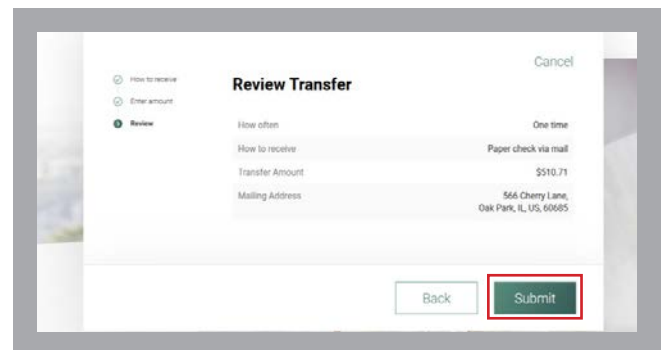 Cancel
How to receive
Enter amount
Review
Review Transfer
How often One time
How to receive Paper check via mail
Transfer Amount $510.71
Mailing Address 566 Cherry Lane,
Oak Park, IL, US, 60685
Back Submit